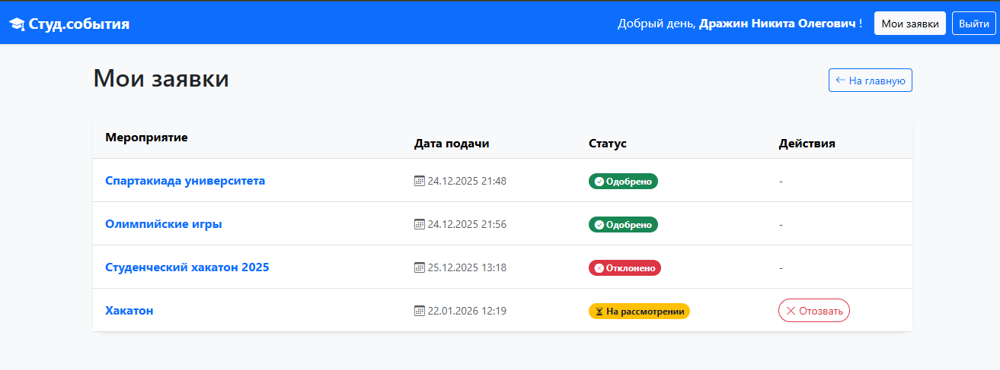 Студ.события
Добрый день, Дражин Никита Олегович !
Мои заявки
Выйти
Мои заявки
← На главную
Мероприятие Дата подачи Статус Действия
Спартакиада университета 24.12.2025 21:48 Одобрено -
Олимпийские игры 24.12.2025 21:56 Одобрено -
Студенческий хакатон 2025 25.12.2025 13:18 Отклонено -
Хакатон 22.01.2026 12:19 На рассмотрении Отозвать